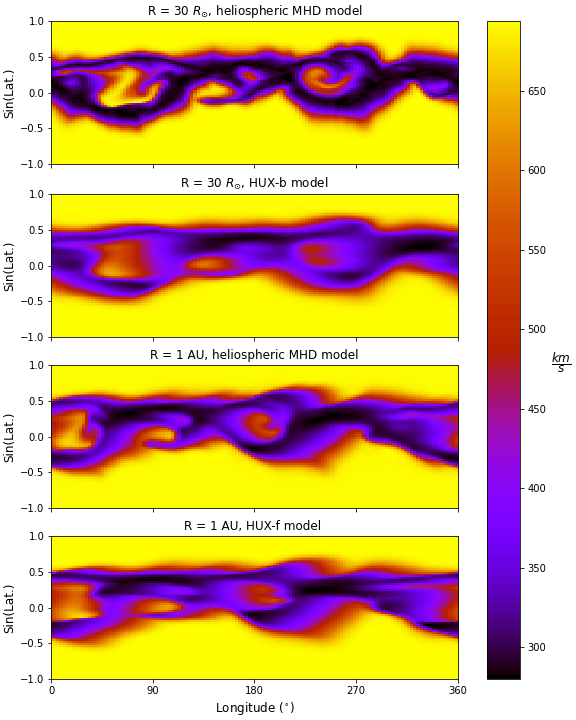 R = 30 R⊙, heliospheric MHD model
1.0
0.5
0.0
−0.5
−1.0
Sin(Lat.)
R = 30 R⊙, HUX-b model
1.0
0.5
0.0
−0.5
−1.0
Sin(Lat.)
R = 1 AU, heliospheric MHD model
1.0
0.5
0.0
−0.5
−1.0
Sin(Lat.)
R = 1 AU, HUX-f model
1.0
0.5
0.0
−0.5
−1.0
Sin(Lat.)
0 90 180 270 360
Longitude (°)
650
600
550
500
450
400
350
300
km
s